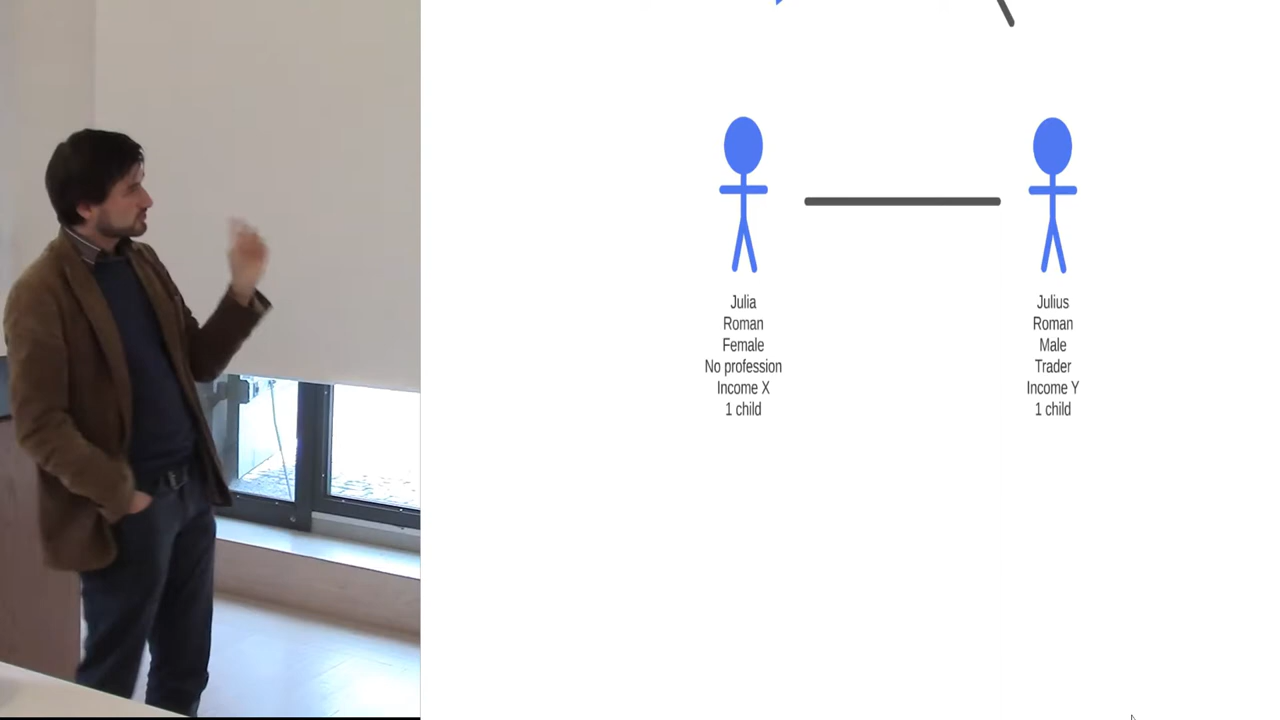 Julia
Roman
Female
No profession
Income X
1 child
Julius
Roman
Male
Trader
Income Y
1 child